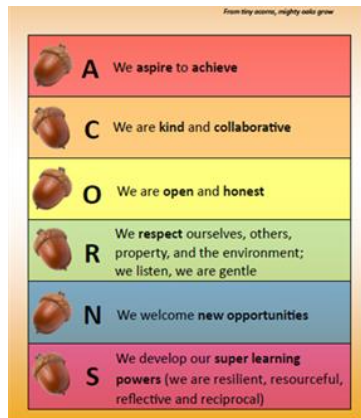 From tiny acorns, mighty oaks grow
A We aspire to achieve
C We are kind and collaborative
O We are open and honest
R We respect ourselves, others,
property, and the environment;
we listen, we are gentle
N We welcome new opportunities
S We develop our super learning
powers (we are resilient, resourceful,
reflective and reciprocal)